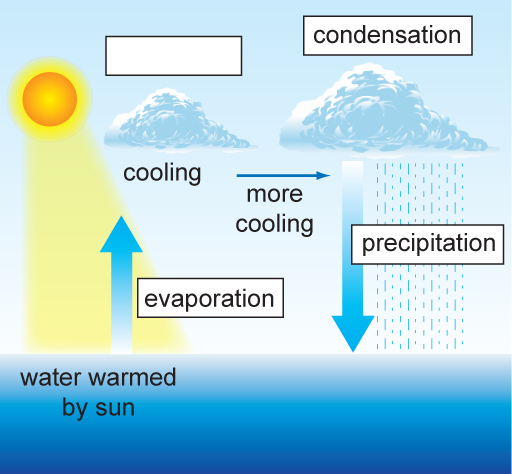 condensation
cooling
more
cooling
precipitation
evaporation
water warmed
by sun